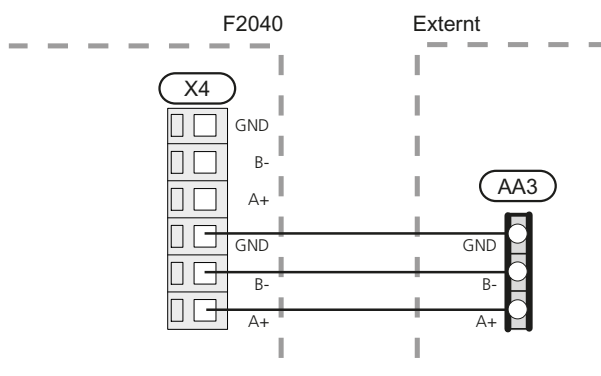 F2040 Externt
X4
GND
B-
A+
AA3
GND GND
B- B-
A+ A+